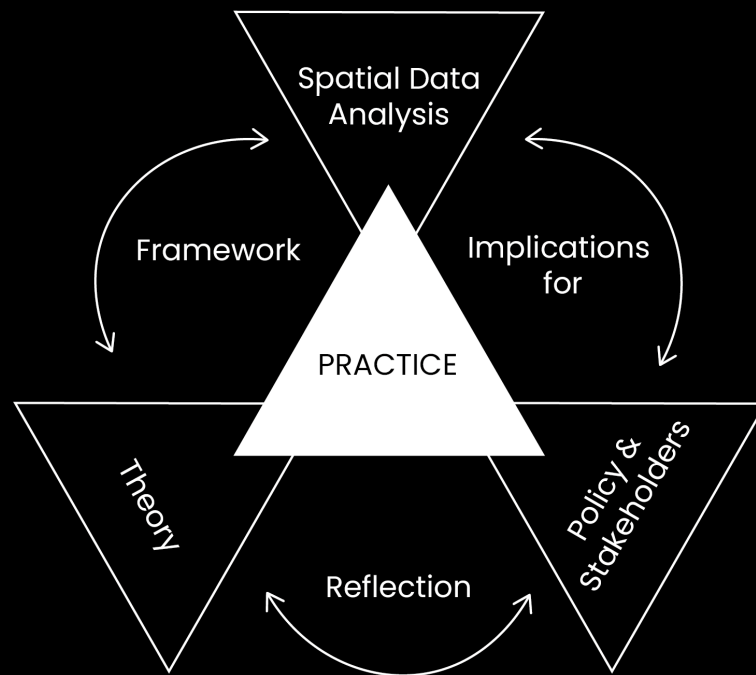 Spatial Data
Analysis
Framework
Implications
for
PRACTICE
Theory
Policy &
Stakeholders
Reflection